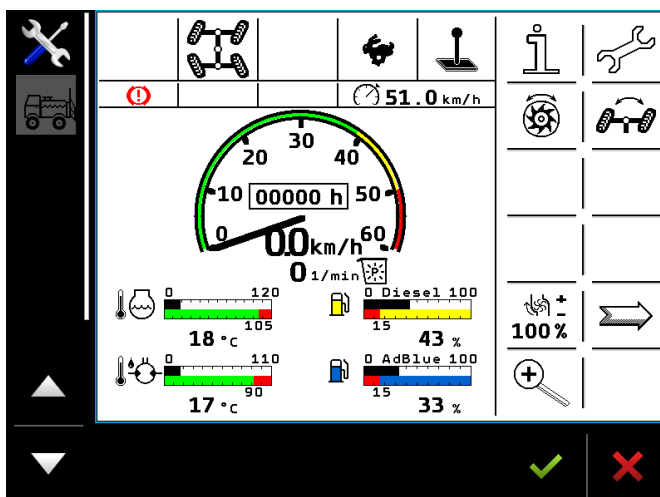 51.0 km/h
30
20 40
10 00000 h 50
0 0.0 km/h 60
0 1/min P
0 120 0 Diesel 100
105 15
18 °C 43 %
0 110 0 AdBlue 100
90 15
17 °C 33 %
+
-
100%